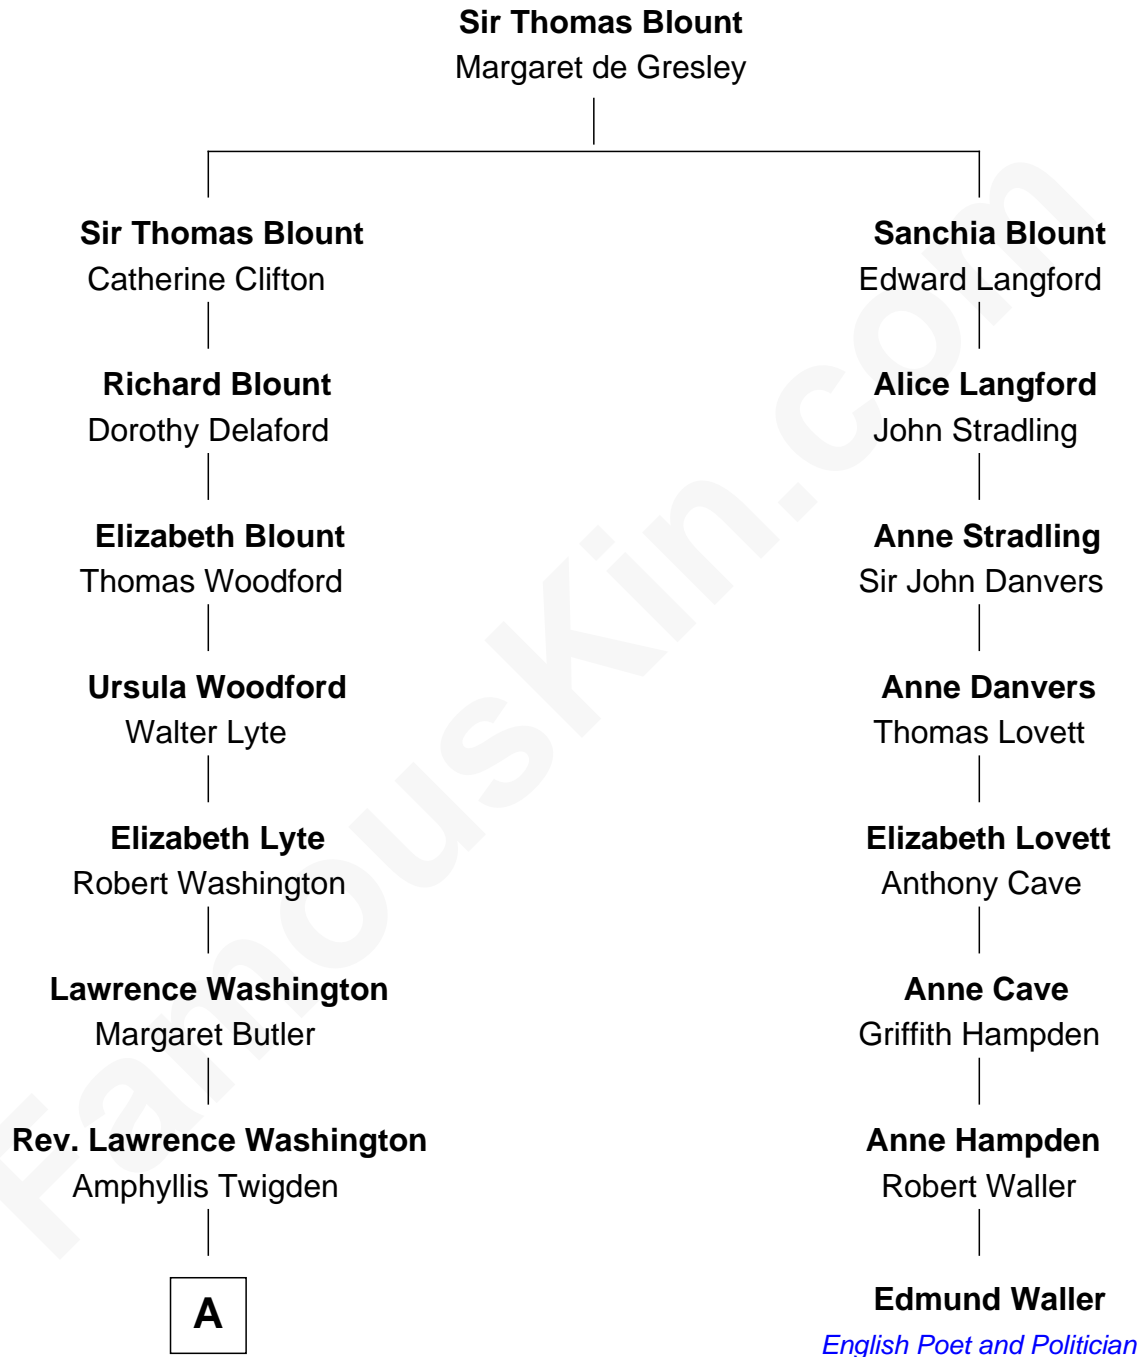 Sir Thomas Blount
Margaret de Gresley
Sir Thomas Blount
Catherine Clifton
Richard Blount
Dorothy Delaford
Elizabeth Blount
Thomas Woodford
Ursula Woodford
Walter Lyte
Elizabeth Lyte
Robert Washington
Lawrence Washington
Margaret Butler
Rev. Lawrence Washington
Amphyllis Twigden
A
Sanchia Blount
Edward Langford
Alice Langford
John Stradling
Anne Stradling
Sir John Danvers
Anne Danvers
Thomas Lovett
Elizabeth Lovett
Anthony Cave
Anne Cave
Griffith Hampden
Anne Hampden
Robert Waller
Edmund Waller
English Poet and Politician
FamousKin.com